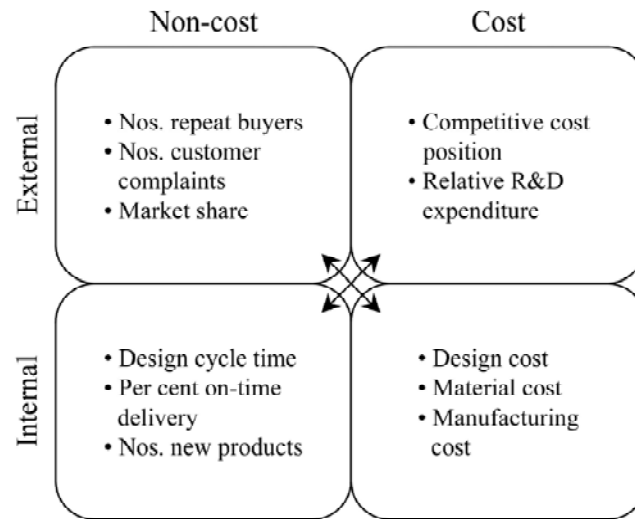 Non-cost
Cost
External
• Nos. repeat buyers
• Nos. customer
complaints
• Market share
• Competitive cost
position
• Relative R&D
expenditure
Internal
• Design cycle time
• Per cent on-time
delivery
• Nos. new products
• Design cost
• Material cost
• Manufacturing
cost